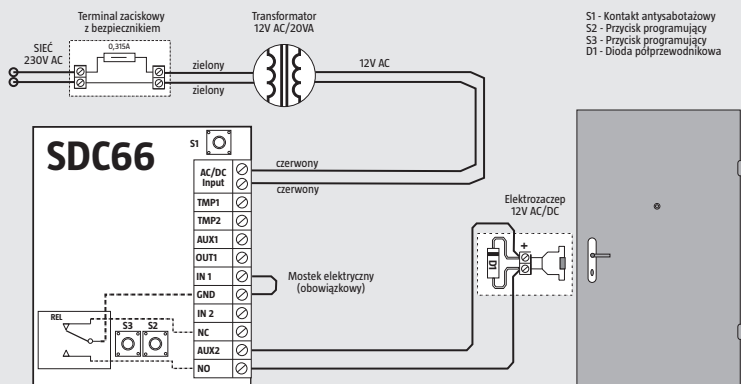 Terminal zaciskowy
z bezpiecznikiem
Transformator
12V AC/20VA
S1 - Kontakt antysabotażowy
S2 - Przycisk programujący
S3 - Przycisk programujący
D1 - Dioda półprzewodnikowa
SIEĆ
230V AC
0,315A
zielony
zielony
12V AC
SDC66
S1
AC/DC
Input
czerwony
czerwony
TMP1
TMP2
AUX1
OUT1
IN 1
GND
IN 2
NC
AUX2
NO
Mostek elektryczny
(obowiązkowy)
REL
S3
S2
Elektrozaczep
12V AC/DC
D1
+